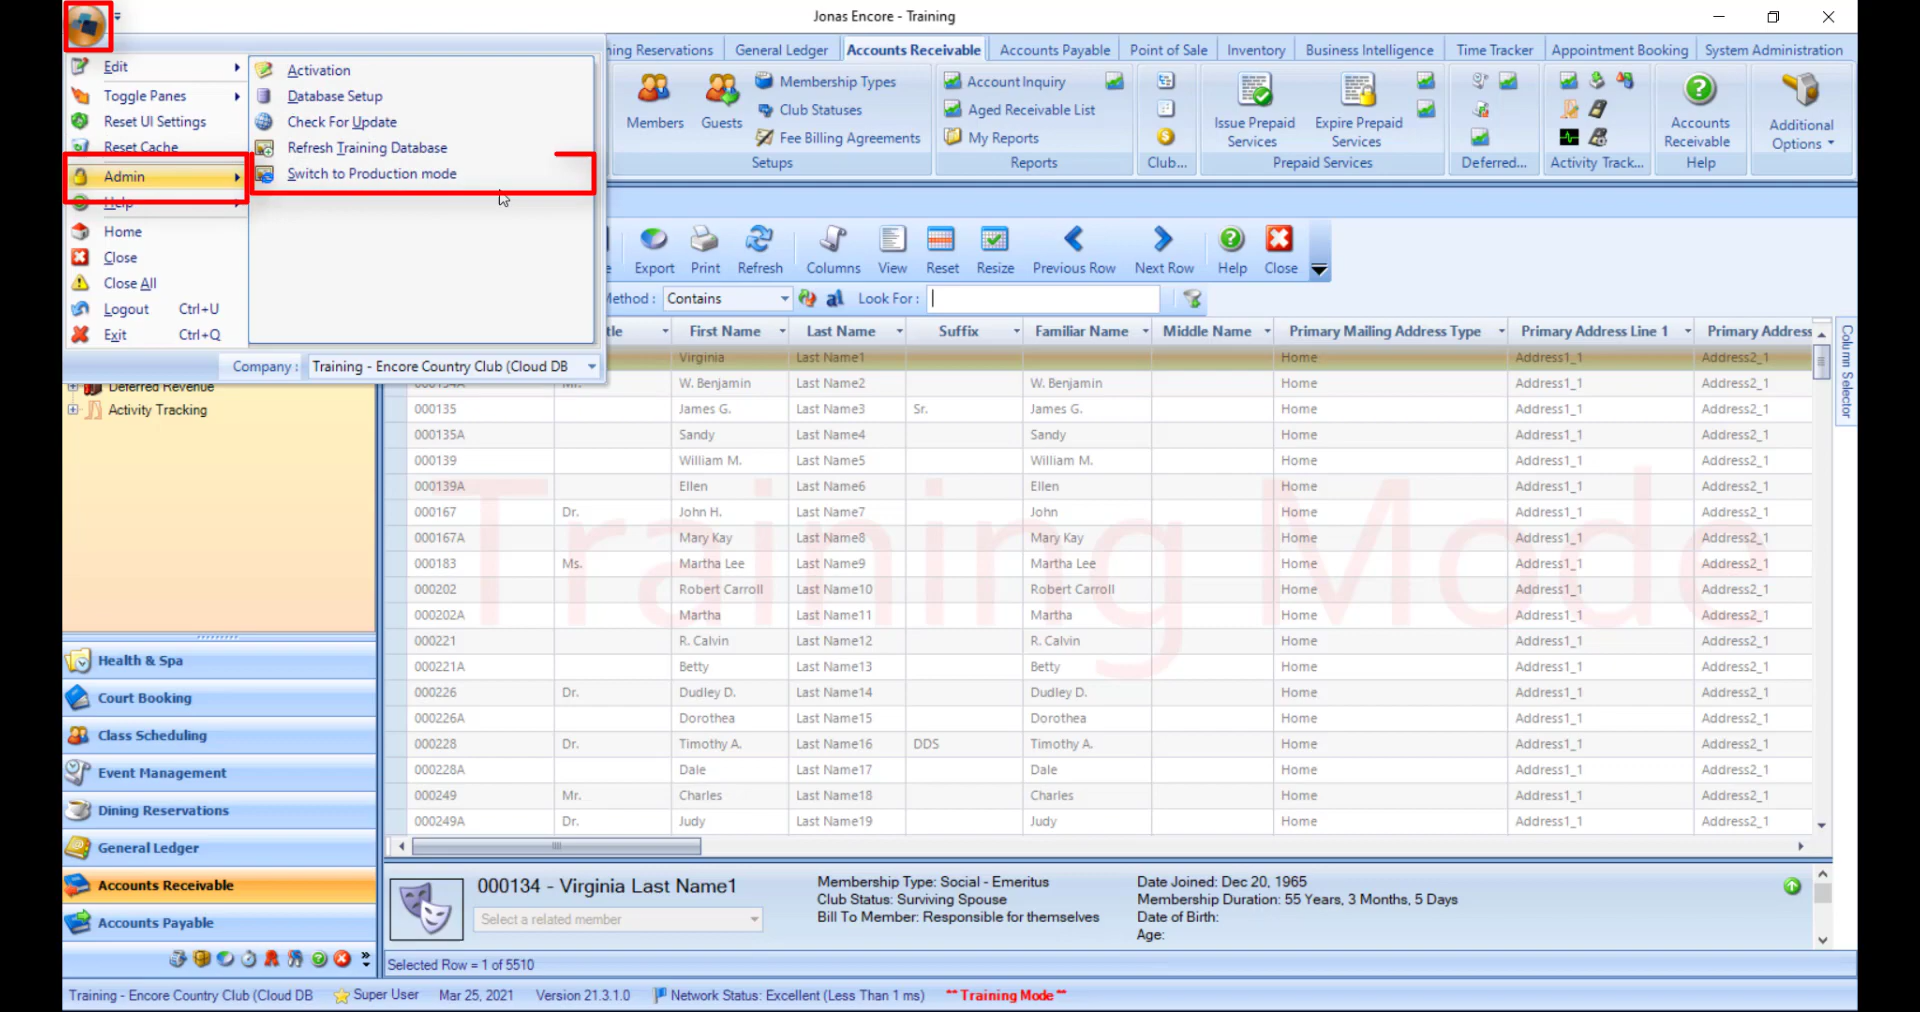 Jonas Encore - Training
ing Reservations General Ledger Accounts Receivable Accounts Payable Point of Sale Inventory Business Intelligence Time Tracker Appointment Booking System Administration
Edit
Toggle Panes
Reset UI Settings
Reset Cache
Admin
Help
Home
Close
Close All
Logout Ctrl+U
Exit Ctrl+Q
Activation
Database Setup
Check For Update
Refresh Training Database
Switch to Production mode
Company : Training - Encore Country Club (Cloud DB
Members
Guests
Membership Types
Club Statuses
Fee Billing Agreements
Setups
Account Inquiry
Aged Receivable List
My Reports
Reports
Club...
Issue Prepaid
Services
Expire Prepaid
Services
Prepaid Services
Deferred...
Activity Track...
Accounts
Receivable
Help
Additional
Options
Export Print Refresh Columns View Reset Resize Previous Row Next Row Help Close
Method : Contains Look For :
First Name Last Name Suffix Familiar Name Middle Name Primary Mailing Address Type Primary Address Line 1 Primary Address
Virginia Last Name1 Home Address1_1 Address2_1
000134A Mr. W. Benjamin Last Name2 W. Benjamin Home Address1_1 Address2_1
000135 James G. Last Name3 Sr. James G. Home Address1_1 Address2_1
000135A Sandy Last Name4 Sandy Home Address1_1 Address2_1
000139 William M. Last Name5 William M. Home Address1_1 Address2_1
000139A Ellen Last Name6 Ellen Home Address1_1 Address2_1
000167 Dr. John H. Last Name7 John Home Address1_1 Address2_1
000167A Mary Kay Last Name8 Mary Kay Home Address1_1 Address2_1
000183 Ms. Martha Lee Last Name9 Martha Lee Home Address1_1 Address2_1
000202 Robert Carroll Last Name10 Robert Carroll Home Address1_1 Address2_1
000202A Martha Last Name11 Martha Home Address1_1 Address2_1
000221 R. Calvin Last Name12 R. Calvin Home Address1_1 Address2_1
000221A Betty Last Name13 Betty Home Address1_1 Address2_1
000226 Dr. Dudley D. Last Name14 Dudley D. Home Address1_1 Address2_1
000226A Dorothea Last Name15 Dorothea Home Address1_1 Address2_1
000228 Dr. Timothy A. Last Name16 DDS Timothy A. Home Address1_1 Address2_1
000228A Dale Last Name17 Dale Home Address1_1 Address2_1
000249 Mr. Charles Last Name18 Charles Home Address1_1 Address2_1
000249A Dr. Judy Last Name19 Judy Home Address1_1 Address2_1
Training Mode
Column Selector
Deferred Revenue
Activity Tracking
Health & Spa
Court Booking
Class Scheduling
Event Management
Dining Reservations
General Ledger
Accounts Receivable
Accounts Payable
000134 - Virginia Last Name1
Select a related member
Membership Type: Social - Emeritus
Club Status: Surviving Spouse
Bill To Member: Responsible for themselves
Date Joined: Dec 20, 1965
Membership Duration: 55 Years, 3 Months, 5 Days
Date of Birth:
Age:
Selected Row = 1 of 5510
Training - Encore Country Club (Cloud DB Super User Mar 25, 2021 Version 21.3.1.0 Network Status: Excellent (Less Than 1 ms) **Training Mode**